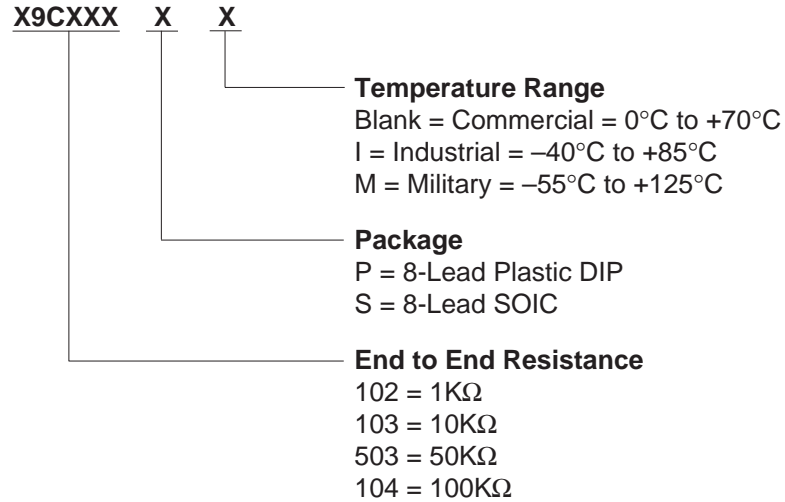 X9CXXX X X
Temperature Range
Blank = Commercial = 0°C to +70°C
I = Industrial = –40°C to +85°C
M = Military = –55°C to +125°C
Package
P = 8-Lead Plastic DIP
S = 8-Lead SOIC
End to End Resistance
102 = 1KΩ
103 = 10KΩ
503 = 50KΩ
104 = 100KΩ